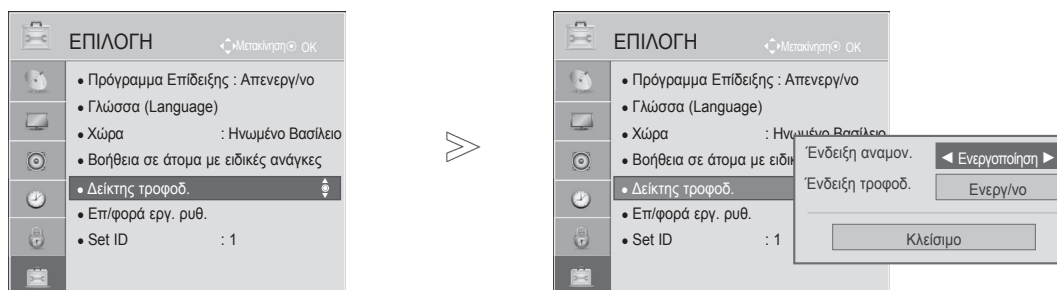 ΕΠΙΛΟΓΗ
Μετακίνηση OK
• Πρόγραμμα Επίδειξης : Απενεργ/νο
• Γλώσσα (Language)
• Χώρα : Ηνωμένο Βασίλειο
• Βοήθεια σε άτομα με ειδικές ανάγκες
• Δείκτης τροφοδ.
• Επ/φορά εργ. ρυθ.
• Set ID : 1
ΕΠΙΛΟΓΗ
Μετακίνηση OK
• Πρόγραμμα Επίδειξης : Απενεργ/νο
• Γλώσσα (Language)
• Χώρα : Ηνωμένο Βασίλειο
• Βοήθεια σε άτομα με ειδικ
• Δείκτης τροφοδ.
• Επ/φορά εργ. ρυθ.
• Set ID : 1
Ένδειξη αναμον. ◄ Ενεργοποίηση ►
Ένδειξη τροφοδ. Ενεργ/νο
Κλείσιμο